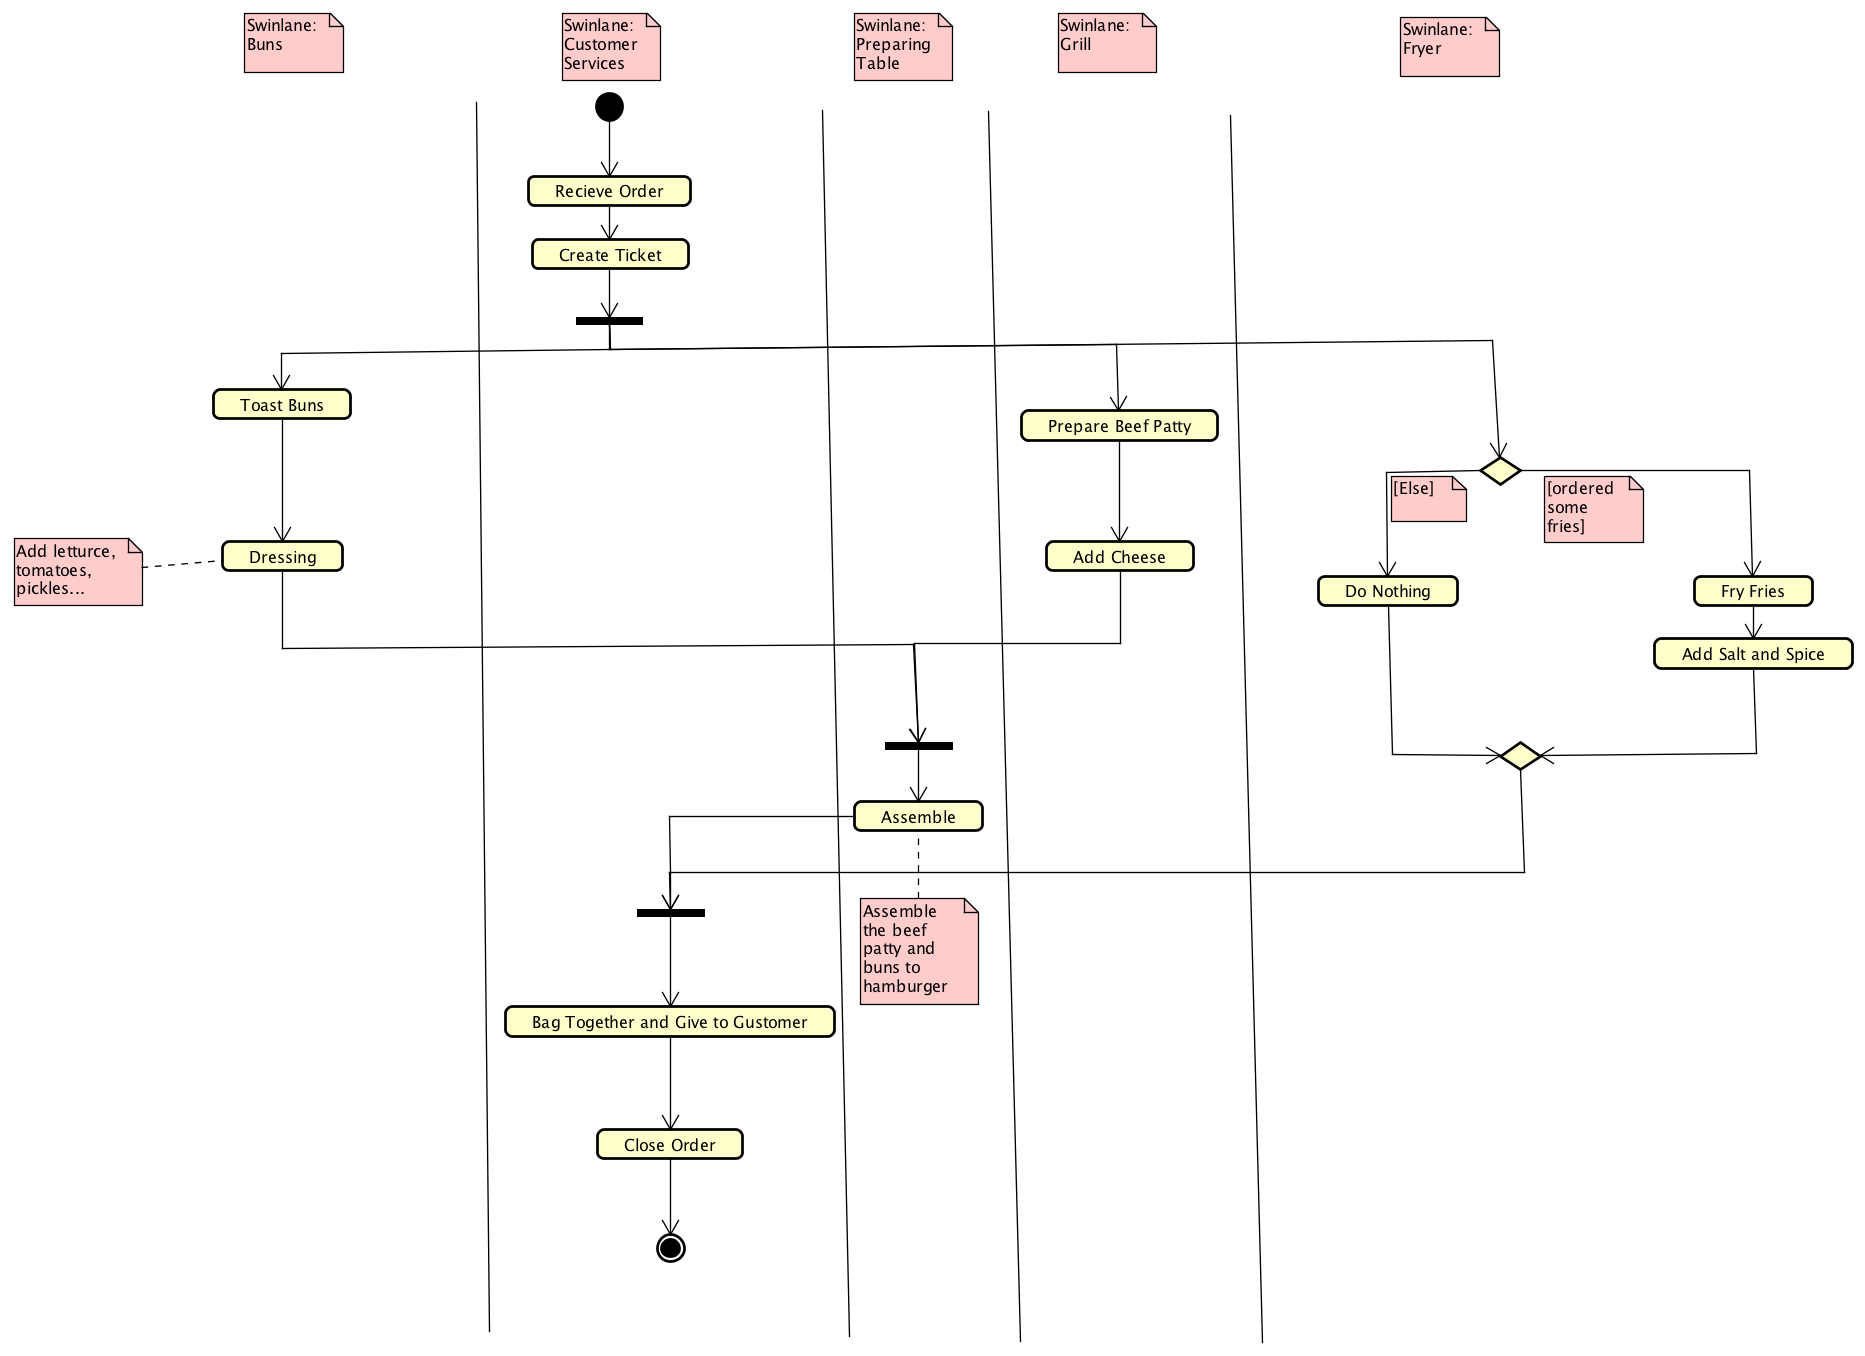 Swinlane:
Buns
Swinlane:
Customer
Services
Swinlane:
Preparing
Table
Swinlane:
Grill
Swinlane:
Fryer
Recieve Order
Create Ticket
Toast Buns
Prepare Beef Patty
[Else]
[ordered
some
fries]
Add letturce,
tomatoes,
pickles...
Dressing
Add Cheese
Do Nothing
Fry Fries
Add Salt and Spice
Assemble
Assemble
the beef
patty and
buns to
hamburger
Bag Together and Give to Gustomer
Close Order